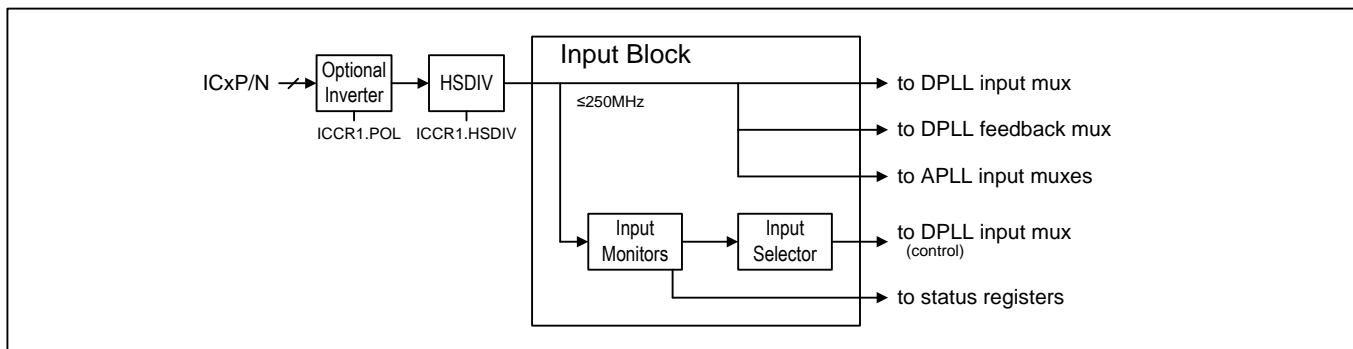 Input Block
ICxP/N
Optional
Inverter
HSDIV
≤250MHz
ICCR1.POL
ICCR1.HSDIV
to DPLL input mux
to DPLL feedback mux
to APLL input muxes
Input
Monitors
Input
Selector
to DPLL input mux
(control)
to status registers